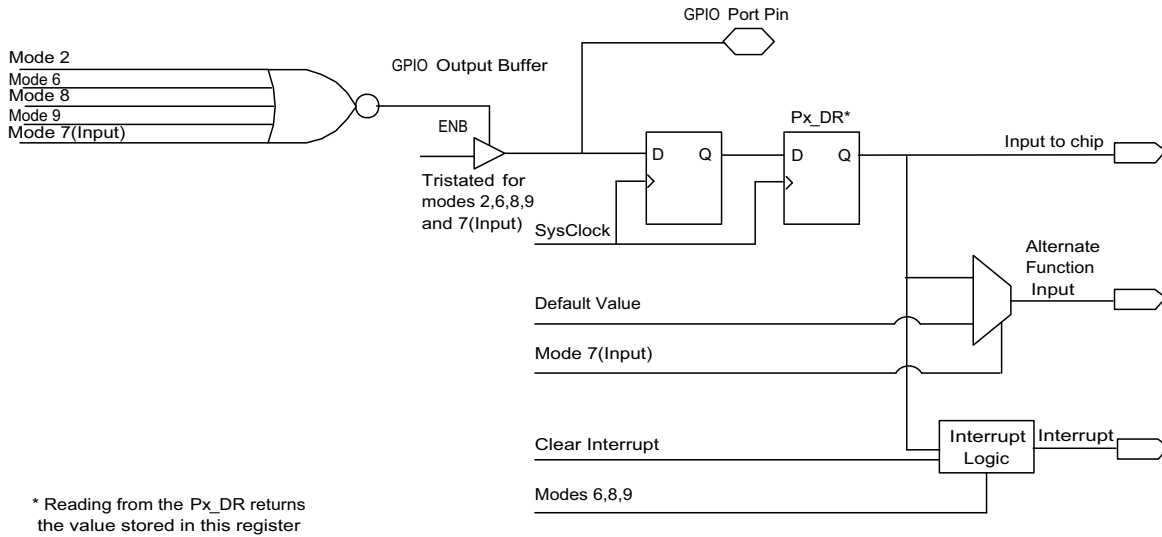 GPIO Port Pin
Mode 2
Mode 6
Mode 8
Mode 9
Mode 7(Input)
GPIO Output Buffer
ENB
Tristated for
modes 2,6,8,9
and 7(Input)
SysClock
D Q
Px_DR*
D Q
Input to chip
Alternate
Function
Input
Default Value
Mode 7(Input)
Clear Interrupt
Interrupt
Logic
Interrupt
Modes 6,8,9
* Reading from the Px_DR returns
the value stored in this register